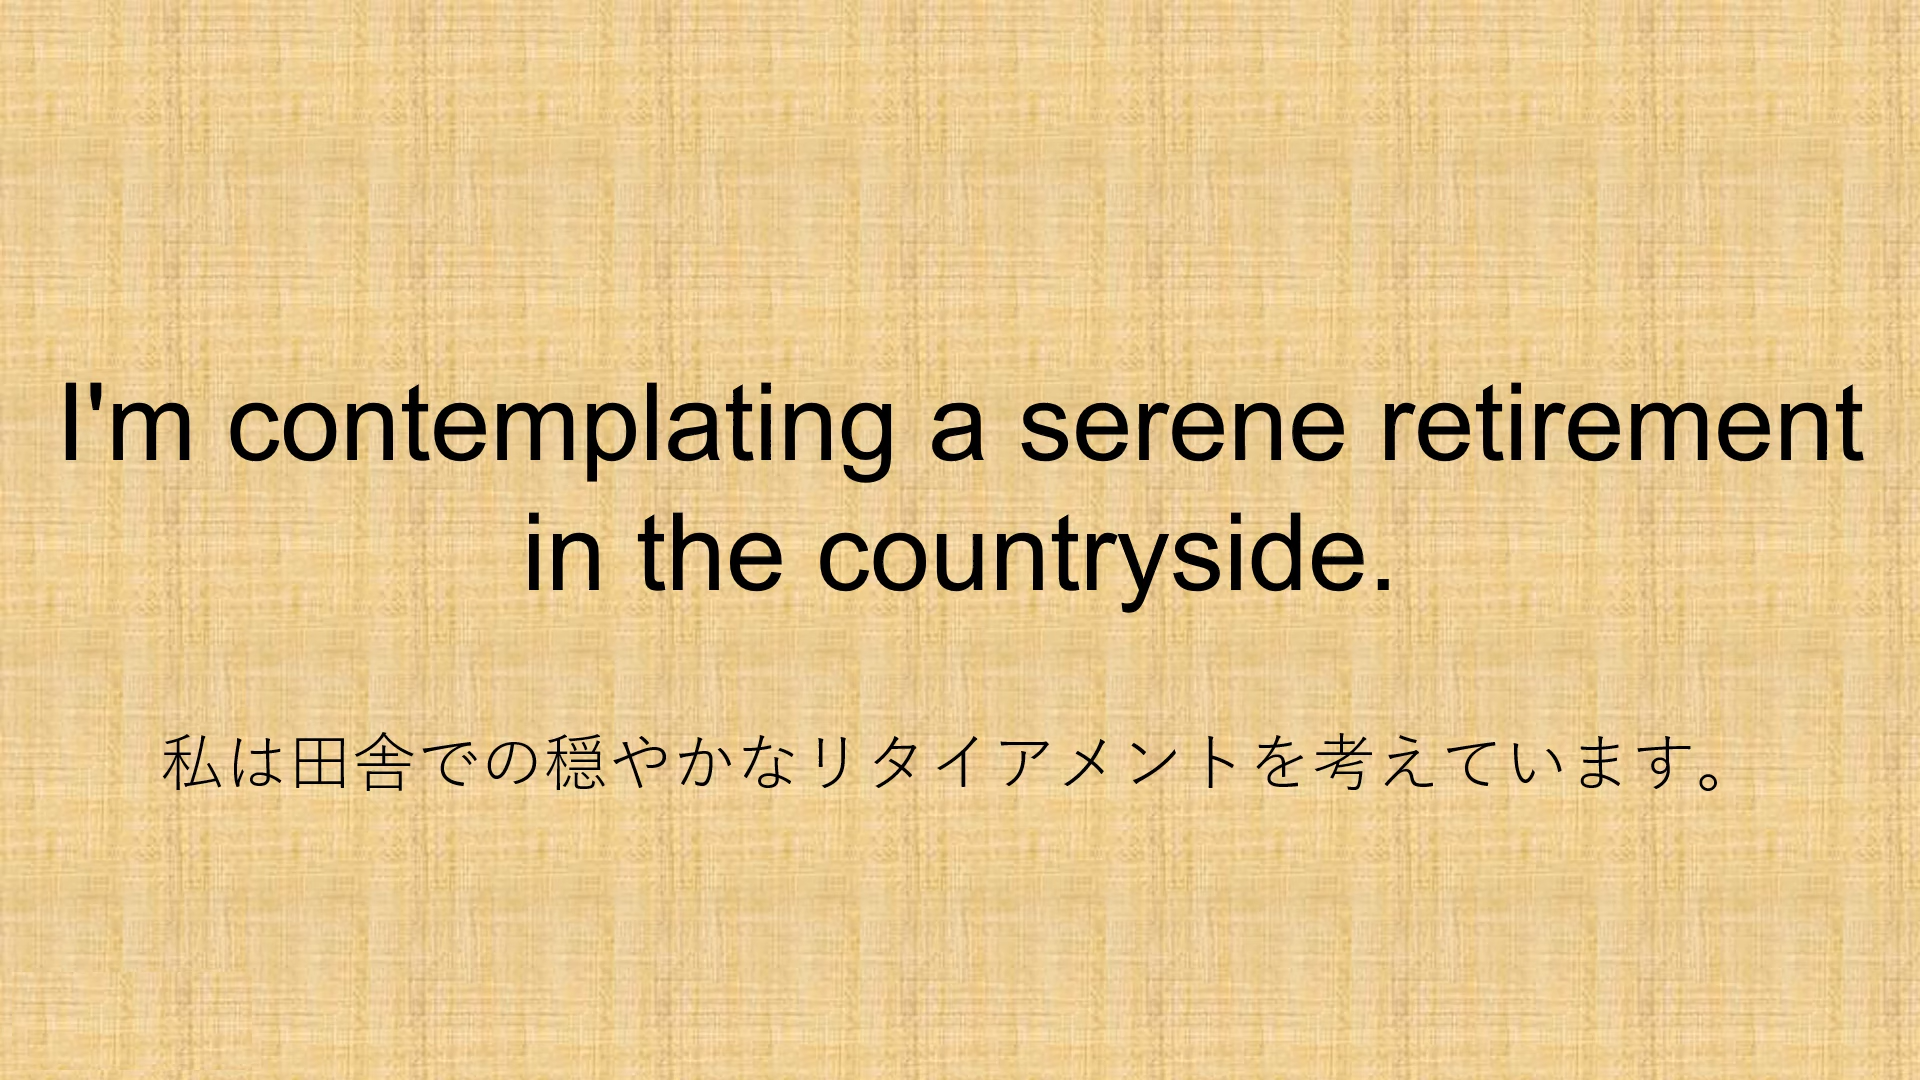 I'm contemplating a serene retirement
in the countryside.
私は田舎での穏やかなリタイアメントを考えています。